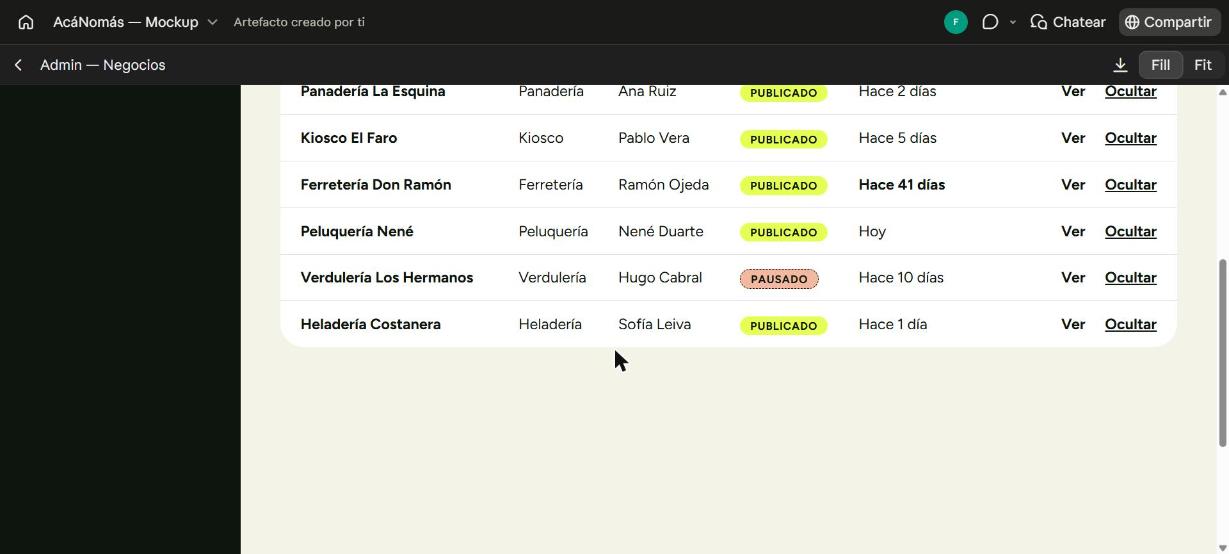 AcáNomás — Mockup Artefacto creado por ti F Chatear Compartir
Admin — Negocios Fill Fit
Panadería La Esquina Panadería Ana Ruiz PUBLICADO Hace 2 días Ver Ocultar
Kiosco El Faro Kiosco Pablo Vera PUBLICADO Hace 5 días Ver Ocultar
Ferretería Don Ramón Ferretería Ramón Ojeda PUBLICADO Hace 41 días Ver Ocultar
Peluquería Nené Peluquería Nené Duarte PUBLICADO Hoy Ver Ocultar
Verdulería Los Hermanos Verdulería Hugo Cabral PAUSADO Hace 10 días Ver Ocultar
Heladería Costanera Heladería Sofía Leiva PUBLICADO Hace 1 día Ver Ocultar